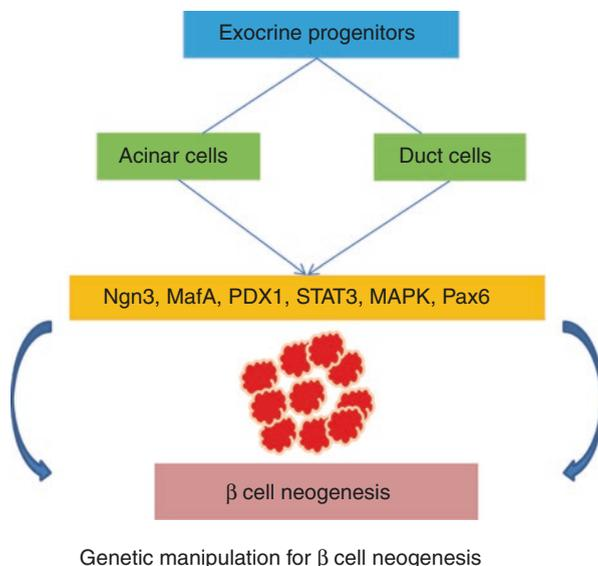 Exocrine progenitors
Acinar cells
Duct cells
Ngn3, MafA, PDX1, STAT3, MAPK, Pax6
β cell neogenesis
Genetic manipulation for β cell neogenesis